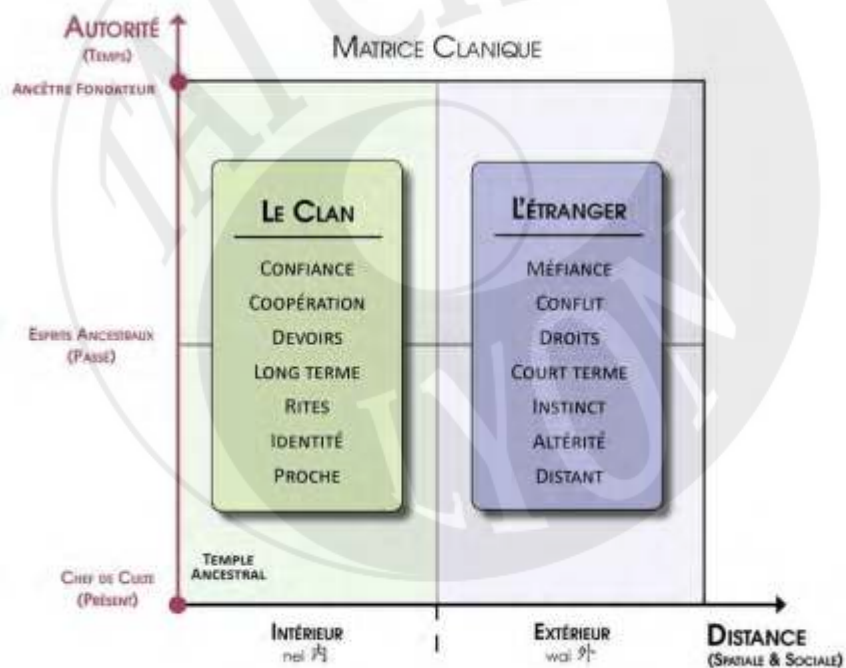 AUTORITÉ
(TEMPS)
MATRICE CLANIQUE
ANCÊTRE FONDATEUR
LE CLAN
CONFIANCE
COOPÉRATION
DEVOIRS
LONG TERME
RITES
IDENTITÉ
PROCHE
L'ÉTRANGER
MÉFIANCE
CONFLIT
DROITS
COURT TERME
INSTINCT
ALTÉRITÉ
DISTANT
ESPRITS ANCESTRAUX
(PASSÉ)
TEMPLE
ANCESTRAL
CHEF DE CULTE
(PRÉSENT)
INTÉRIEUR
nei 内
EXTÉRIEUR
wai 外
DISTANCE
(SPATIALE & SOCIALE)
LYON